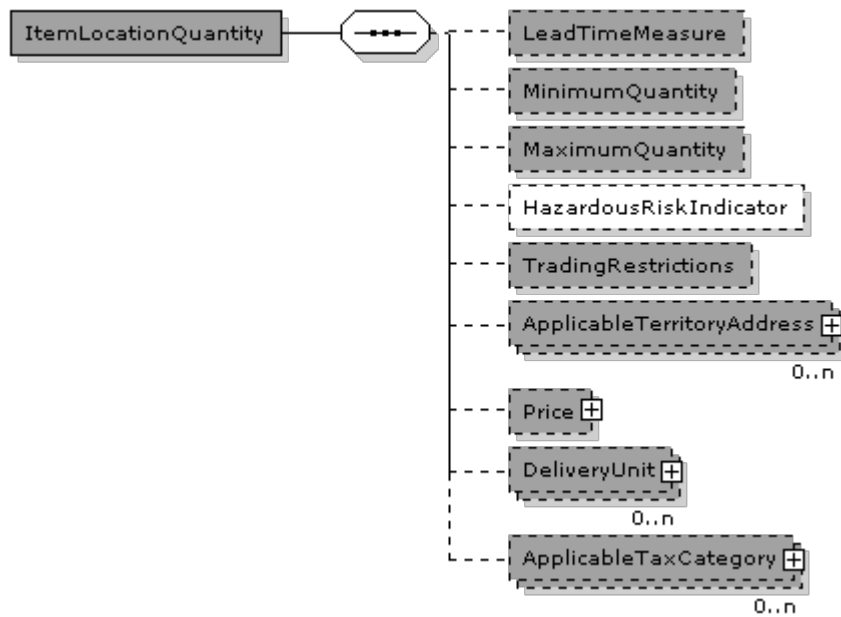 ItemLocationQuantity
LeadTimeMeasure
MinimumQuantity
MaximumQuantity
HazardousRiskIndicator
TradingRestrictions
ApplicableTerritoryAddress
0..n
Price
DeliveryUnit
0..n
ApplicableTaxCategory
0..n